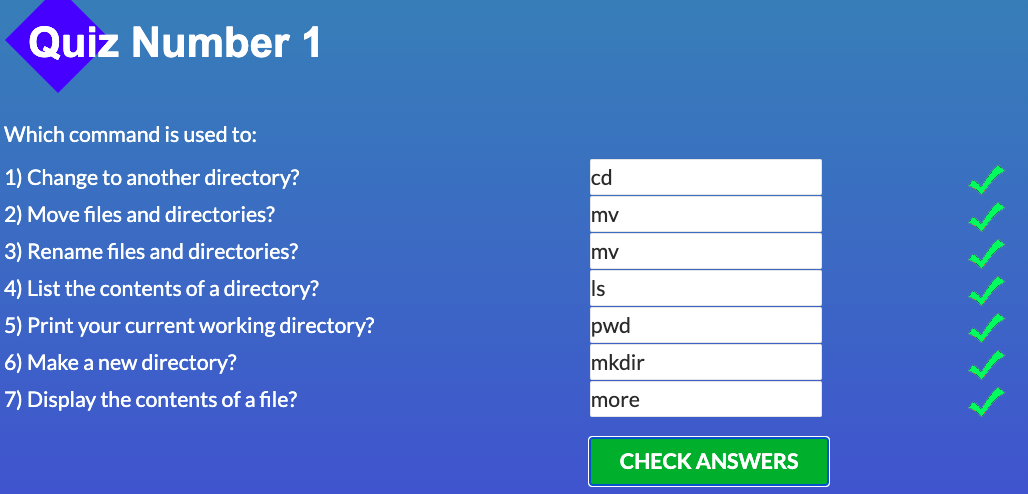 Quiz Number 1
Which command is used to:
1) Change to another directory? cd
2) Move files and directories? mv
3) Rename files and directories? mv
4) List the contents of a directory? ls
5) Print your current working directory? pwd
6) Make a new directory? mkdir
7) Display the contents of a file? more
CHECK ANSWERS